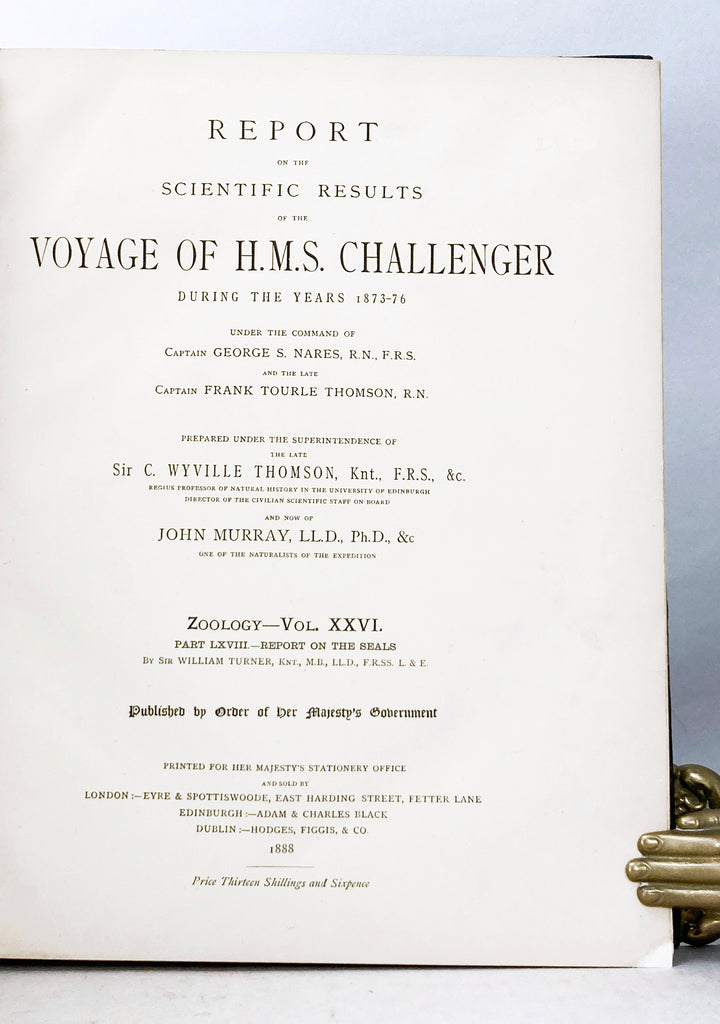 REPORT
ON THE
SCIENTIFIC RESULTS
OF THE
VOYAGE OF H.M.S. CHALLENGER
DURING THE YEARS 1873-76
UNDER THE COMMAND OF
CAPTAIN GEORGE S. NARES, R.N., F.R.S.
AND THE LATE
CAPTAIN FRANK TOURLE THOMSON, R.N.
PREPARED UNDER THE SUPERINTENDENCE OF
THE LATE
Sir C. WYVILLE THOMSON, Knt., F.R.S., &c.
REGIUS PROFESSOR OF NATURAL HISTORY IN THE UNIVERSITY OF EDINBURGH
DIRECTOR OF THE CIVILIAN SCIENTIFIC STAFF ON BOARD
AND NOW OF
JOHN MURRAY, LL.D., Ph.D., &c
ONE OF THE NATURALISTS OF THE EXPEDITION
ZOOLOGY—VOL. XXVI.
PART LXVIII.—REPORT ON THE SEALS
BY SIR WILLIAM TURNER, KNT., M.B., LL.D., F.R.SS. L. & E.
Published by Order of Her Majesty's Government
PRINTED FOR HER MAJESTY'S STATIONERY OFFICE
AND SOLD BY
LONDON:—EYRE & SPOTTISWOODE, EAST HARDING STREET, FETTER LANE
EDINBURGH:—ADAM & CHARLES BLACK
DUBLIN:—HODGES, FIGGIS, & CO.
1888
Price Thirteen Shillings and Sixpence